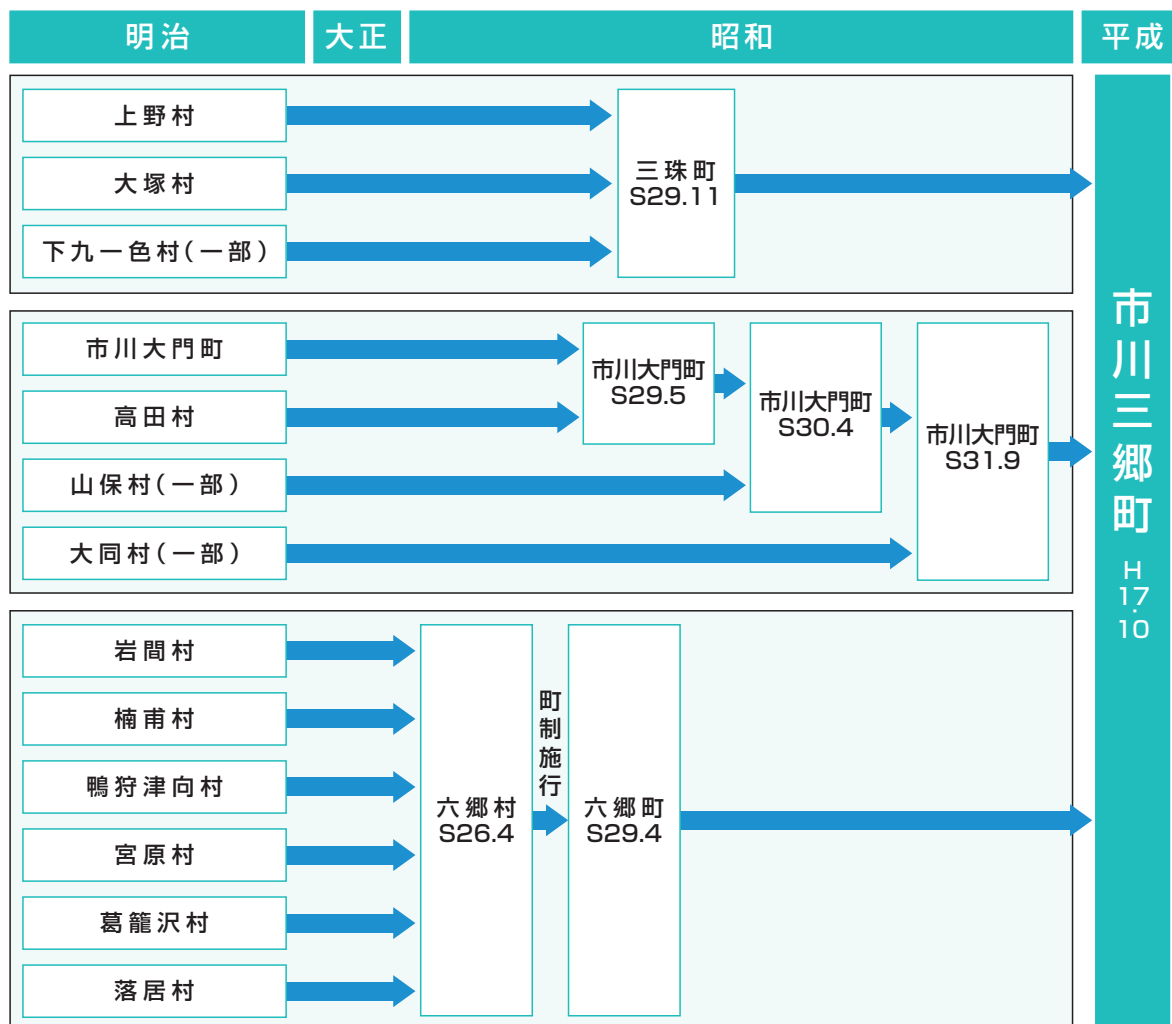 明治
大正
昭和
平成
上野村
大塚村
下九一色村(一部)
三珠町
S29.11
市川大門町
高田村
山保村(一部)
大同村(一部)
市川大門町
S29.5
市川大門町
S30.4
市川大門町
S31.9
岩間村
楠甫村
鴨狩津向村
宮原村
葛籠沢村
落居村
六郷村
S26.4
町制施行
六郷町
S29.4
市川三郷町
H17.10